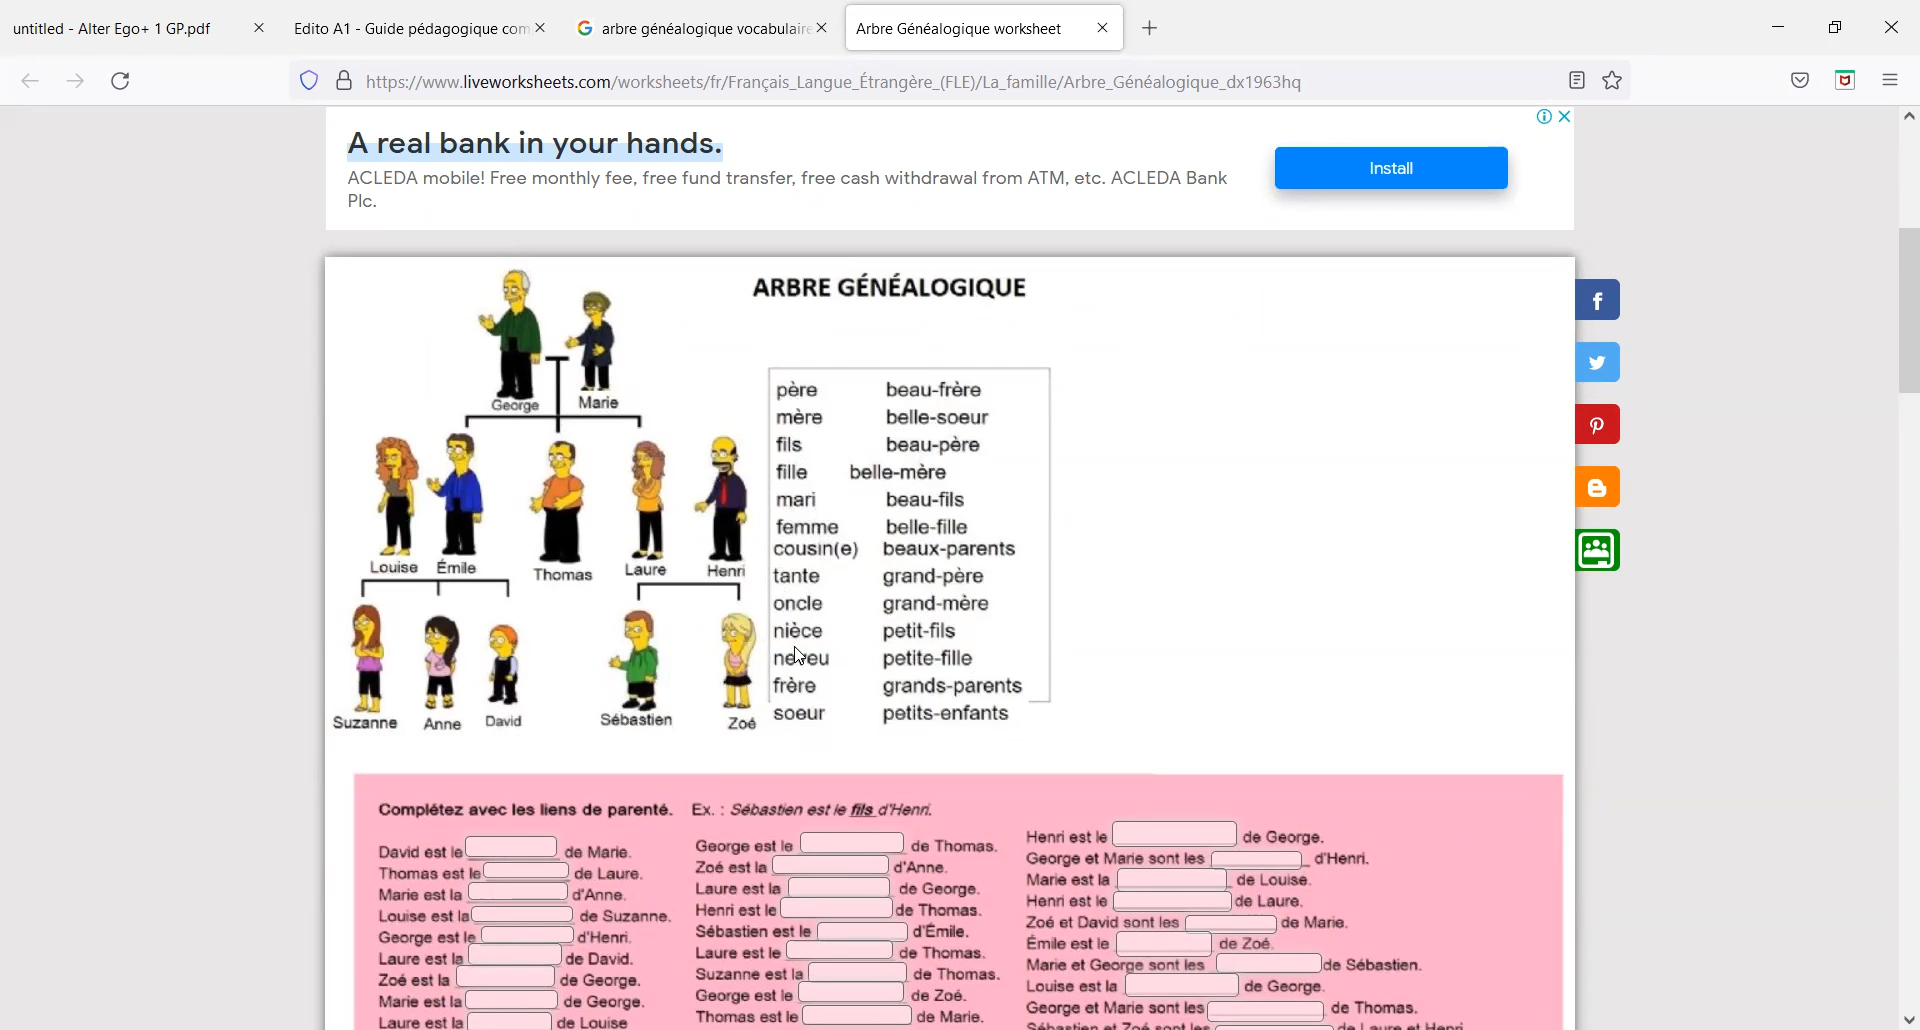 untitled - Alter Ego+ 1 GP.pdf
Edito A1 - Guide pédagogique com
arbre généalogique vocabulaire
Arbre Généalogique worksheet
https://www.liveworksheets.com/worksheets/fr/Français_Langue_Étrangère_(FLE)/La_famille/Arbre_Généalogique_dx1963hq
A real bank in your hands.
ACLEDA mobile! Free monthly fee, free fund transfer, free cash withdrawal from ATM, etc. ACLEDA Bank
Plc.
Install
ARBRE GÉNÉALOGIQUE
George Marie
Louise Émile Thomas Laure Henri
Suzanne Anne David Sébastien Zoé
père beau-frère
mère belle-soeur
fils beau-père
fille belle-mère
mari beau-fils
femme belle-fille
cousin(e) beaux-parents
tante grand-père
oncle grand-mère
nièce petit-fils
neveu petite-fille
frère grands-parents
soeur petits-enfants
Complétez avec les liens de parenté. Ex. : Sébastien est le fils d'Henri.
David est le de Marie.
Thomas est le de Laure.
Marie est la d'Anne.
Louise est la de Suzanne.
George est le d'Henri.
Laure est la de David.
Zoé est la de George.
Marie est la de George.
Laure est la de Louise
George est le de Thomas.
Zoé est la d'Anne.
Laure est la de George.
Henri est le de Thomas.
Sébastien est le d'Émile.
Laure est le de Thomas.
Suzanne est la de Thomas.
George est le de Zoé.
Thomas est le de Marie.
Henri est le de George.
George et Marie sont les d'Henri.
Marie est la de Louise.
Henri est le de Laure.
Zoé et David sont les de Marie.
Émile est le de Zoé.
Marie et George sont les de Sébastien.
Louise est la de George.
George et Marie sont les de Thomas.
Sébastien et Zoé sont les de Laure et Henri